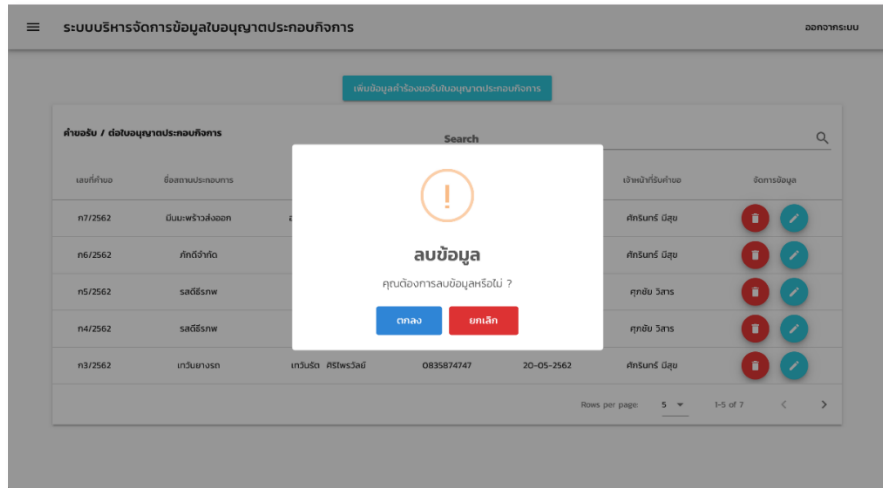 ระบบบริหารจัดการข้อมูลใบอนุญาตประกอบกิจการ ออกจากระบบ
เพิ่มข้อมูลคำร้องขอรับใบอนุญาตประกอบกิจการ
คำขอรับ / ต่อใบอนุญาตประกอบกิจการ Search
เลขที่คำขอ ชื่อสถานประกอบการ เจ้าหน้าที่รับคำขอ จัดการข้อมูล
ก7/2562 มีนมะพร้าวส่งออก ศักรินทร์ มีสุข
ก6/2562 ภักดีจำกัด ศักรินทร์ มีสุข
ก5/2562 รสดีธีรภพ ศุภชัย วิสาร
ก4/2562 รสดีธีรภพ ศุภชัย วิสาร
ก3/2562 เทวินยางรถ เทวินรัต ศิริไพรวัลย์ 0835874747 20-05-2562 ศักรินทร์ มีสุข
ลบข้อมูล
คุณต้องการลบข้อมูลหรือไม่ ?
ตกลง ยกเลิก
Rows per page: 5 1-5 of 7